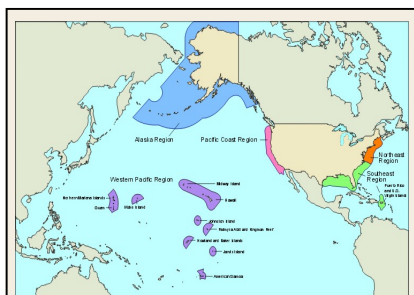 Alaska Region
Pacific Coast Region
Northeast
Region
Southeast
Region
Puerto Rico
and U.S.
Virgin Islands
Western Pacific Region
Midway Island
Hawaii
Northern Mariana Islands
Guam
Wake Island
Johnston Island
Palmyra Atoll and Kingman Reef
Howland and Baker Islands
Jarvis Island
American Samoa